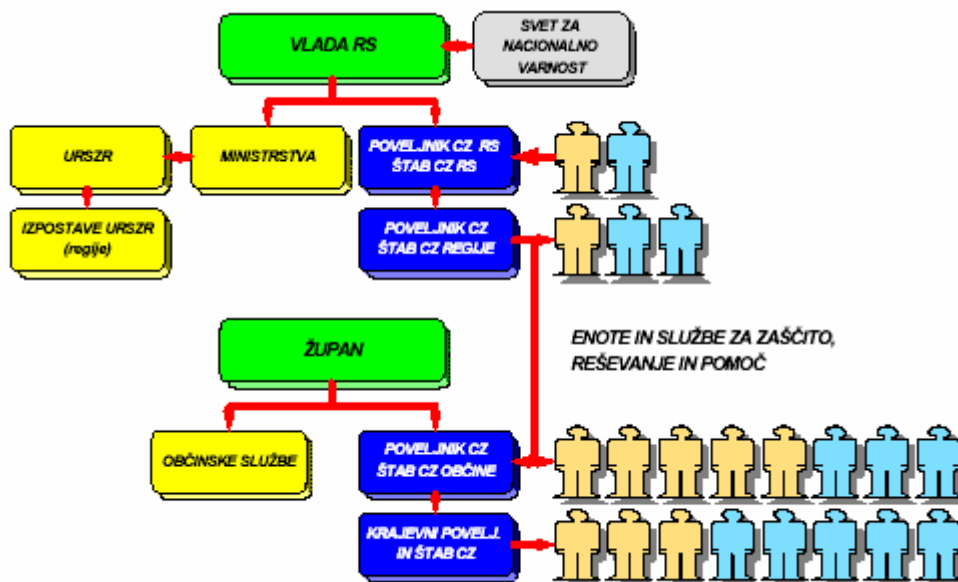 VLADA RS
SVET ZA
NACIONALNO
VARNOST
URSZR
MINISTRSTVA
POVELJNIK CZ RS
ŠTAB CZ RS
IZPOSTAVE URSZR
(regije)
POVELJNIK CZ
ŠTAB CZ REGIJE
ENOTE IN SLUŽBE ZA ZAŠČITO,
REŠEVANJE IN POMOČ
ŽUPAN
OBČINSKE SLUŽBE
POVELJNIK CZ
ŠTAB CZ OBČINE
KRAJEVNI POVELJ.
IN ŠTAB CZ